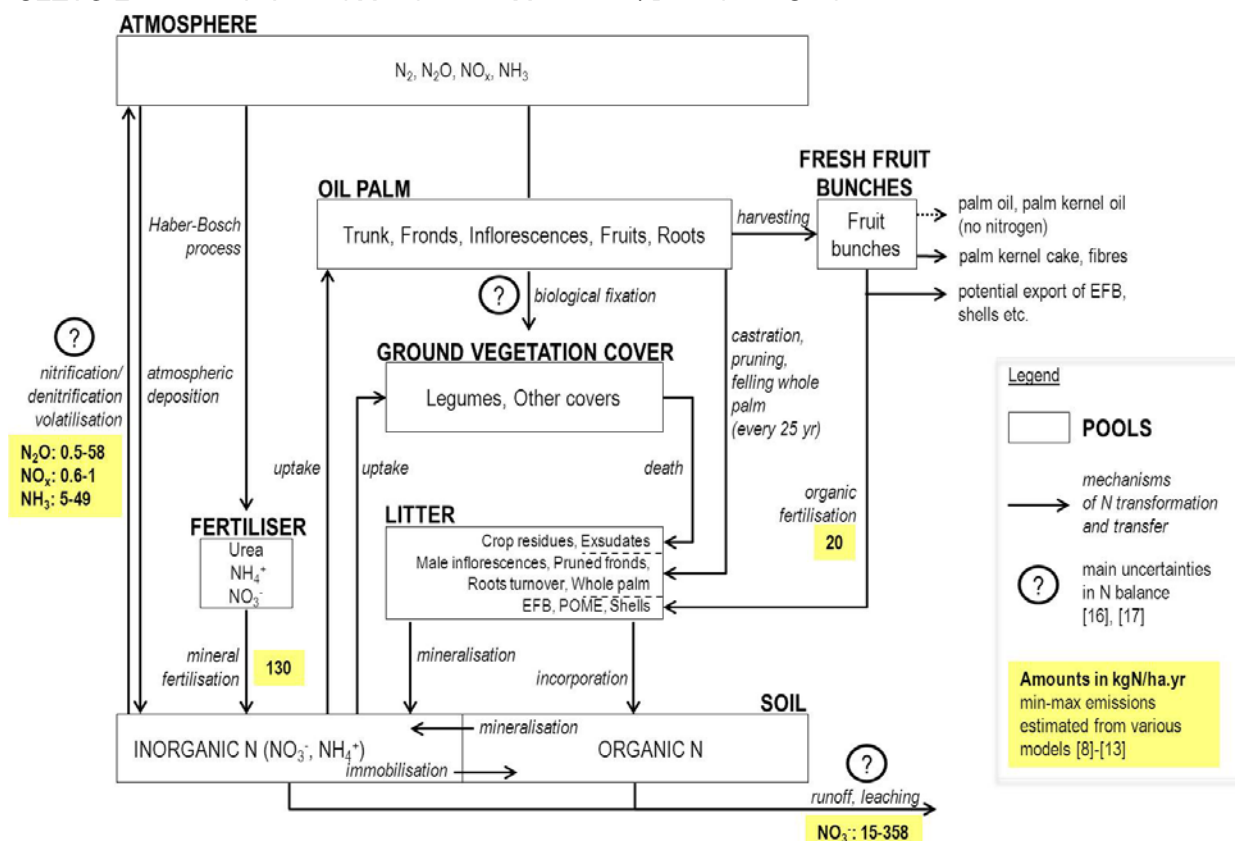 ATMOSPHERE
N₂, N₂O, NOₓ, NH₃
FRESH FRUIT
BUNCHES
Fruit
bunches
palm oil, palm kernel oil
(no nitrogen)
palm kernel cake, fibres
potential export of EFB,
shells etc.
OIL PALM
Trunk, Fronds, Inflorescences, Fruits, Roots
harvesting
Haber-Bosch
process
?
biological fixation
castration,
pruning,
felling whole
palm
(every 25 yr)
GROUND VEGETATION COVER
Legumes, Other covers
?
nitrification/
denitrification
volatilisation
N₂O: 0.5-58
NOₓ: 0.6-1
NH₃: 5-49
atmospheric
deposition
uptake
uptake
death
organic
fertilisation
20
FERTILISER
Urea
NH₄⁺
NO₃⁻
LITTER
Crop residues, Exsudates
Male inflorescences, Pruned fronds,
Roots turnover, Whole palm
EFB, POME, Shells
mineral
fertilisation
130
mineralisation
incorporation
SOIL
INORGANIC N (NO₃⁻, NH₄⁺)
mineralisation
immobilisation
ORGANIC N
?
runoff, leaching
NO₃⁻: 15-358
Legend
POOLS
mechanisms
of N transformation
and transfer
?
main uncertainties
in N balance
[16], [17]
Amounts in kgN/ha.yr
min-max emissions
estimated from various
models [8]-[13]